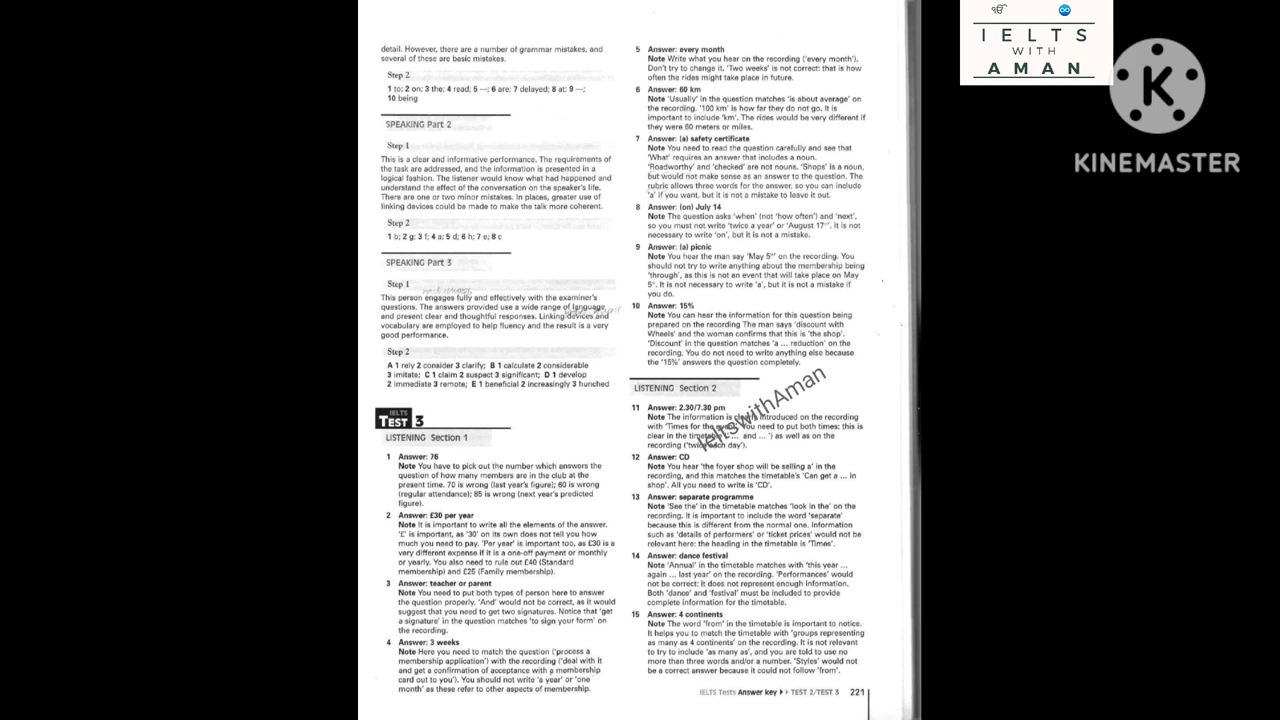 detail. However, there are a number of grammar mistakes, and
several of these are basic mistakes.
Step 2
1 to; 2 on; 3 the; 4 read; 5 —; 6 are; 7 delayed; 8 at; 9 —;
10 being
SPEAKING Part 2
Step 1
This is a clear and informative performance. The requirements of
the task are addressed, and the information is presented in a
logical fashion. The listener would know what had happened and
understand the effect of the conversation on the speaker's life.
There are one or two minor mistakes. In places, greater use of
linking devices could be made to make the talk more coherent.
Step 2
1 b; 2 g; 3 f; 4 a; 5 d; 6 h; 7 e; 8 c
SPEAKING Part 3
Step 1
This person engages fully and effectively with the examiner's
questions. The answers provided use a wide range of language
and present clear and thoughtful responses. Linking devices and
vocabulary are employed to help fluency and the result is a very
good performance.
Step 2
A 1 rely 2 consider 3 clarify; B 1 calculate 2 considerable
3 imitate; C 1 claim 2 suspect 3 significant; D 1 develop
2 immediate 3 remote; E 1 beneficial 2 increasingly 3 hunched
IELTS
TEST 3
LISTENING Section 1
1 Answer: 76
Note You have to pick out the number which answers the
question of how many members are in the club at the
present time. 70 is wrong (last year's figure); 60 is wrong
(regular attendance); 85 is wrong (next year's predicted
figure).
2 Answer: £30 per year
Note It is important to write all the elements of the answer.
'£' is important, as '30' on its own does not tell you how
much you need to pay. 'Per year' is important too, as £30 is a
very different expense if it is a one-off payment or monthly
or yearly. You also need to rule out £40 (Standard
membership) and £25 (Family membership).
3 Answer: teacher or parent
Note You need to put both types of person here to answer
the question properly. 'And' would not be correct, as it would
suggest that you need to get two signatures. Notice that 'get
a signature' in the question matches 'to sign your form' on
the recording.
4 Answer: 3 weeks
Note Here you need to match the question ('process a
membership application') with the recording ('deal with it
and get a confirmation of acceptance with a membership
card out to you'). You should not write 'a year' or 'one
month' as these refer to other aspects of membership.
5 Answer: every month
Note Write what you hear on the recording ('every month').
Don't try to change it. 'Two weeks' is not correct: that is how
often the rides might take place in future.
6 Answer: 60 km
Note 'Usually' in the question matches 'is about average' on
the recording. '100 km' is how far they do not go. It is
important to include 'km'. The rides would be very different if
they were 60 meters or miles.
7 Answer: (a) safety certificate
Note You need to read the question carefully and see that
'What' requires an answer that includes a noun.
'Roadworthy' and 'checked' are not nouns. 'Shops' is a noun,
but would not make sense as an answer to the question. The
rubric allows three words for the answer, so you can include
'a' if you want, but it is not a mistake to leave it out.
8 Answer: (on) July 14
Note The question asks 'when' (not 'how often') and 'next',
so you must not write 'twice a year' or 'August 17th'. It is not
necessary to write 'on', but it is not a mistake.
9 Answer: (a) picnic
Note You hear the man say 'May 5th' on the recording. You
should not try to write anything about the membership being
'through', as this is not an event that will take place on May
5th. It is not necessary to write 'a', but it is not a mistake if
you do.
10 Answer: 15%
Note You can hear the information for this question being
prepared on the recording The man says 'discount with
Wheels' and the woman confirms that this is 'the shop'.
'Discount' in the question matches 'a ... reduction' on the
recording. You do not need to write anything else because
the '15%' answers the question completely.
LISTENING Section 2
11 Answer: 2.30/7.30 pm
Note The information is clearly introduced on the recording
with 'Times for the You need to put both times: this is
clear in the ... and ... ') as well as on the
recording ('twice each day').
12 Answer: CD
Note You hear 'the foyer shop will be selling a' in the
recording, and this matches the timetable's 'Can get a ... in
shop'. All you need to write is 'CD'.
13 Answer: separate programme
Note 'See the' in the timetable matches 'look in the' on the
recording. It is important to include the word 'separate'
because this is different from the normal one. Information
such as 'details of performers' or 'ticket prices' would not be
relevant here: the heading in the timetable is 'Times'.
14 Answer: dance festival
Note 'Annual' in the timetable matches with 'this year ...
again ... last year' on the recording. 'Performances' would
not be correct: it does not represent enough information.
Both 'dance' and 'festival' must be included to provide
complete information for the timetable.
15 Answer: 4 continents
Note The word 'from' in the timetable is important to notice.
It helps you to match the timetable with 'groups representing
as many as 4 continents' on the recording. It is not relevant
to try to include 'as many as', and you are told to use no
more than three words and/or a number. 'Styles' would not
be a correct answer because it could not follow 'from'.
IELTS Tests Answer key TEST 2/TEST 3 221
IeltswithAman
ੴ
IELTS
WITH
AMAN
K
KINEMASTER